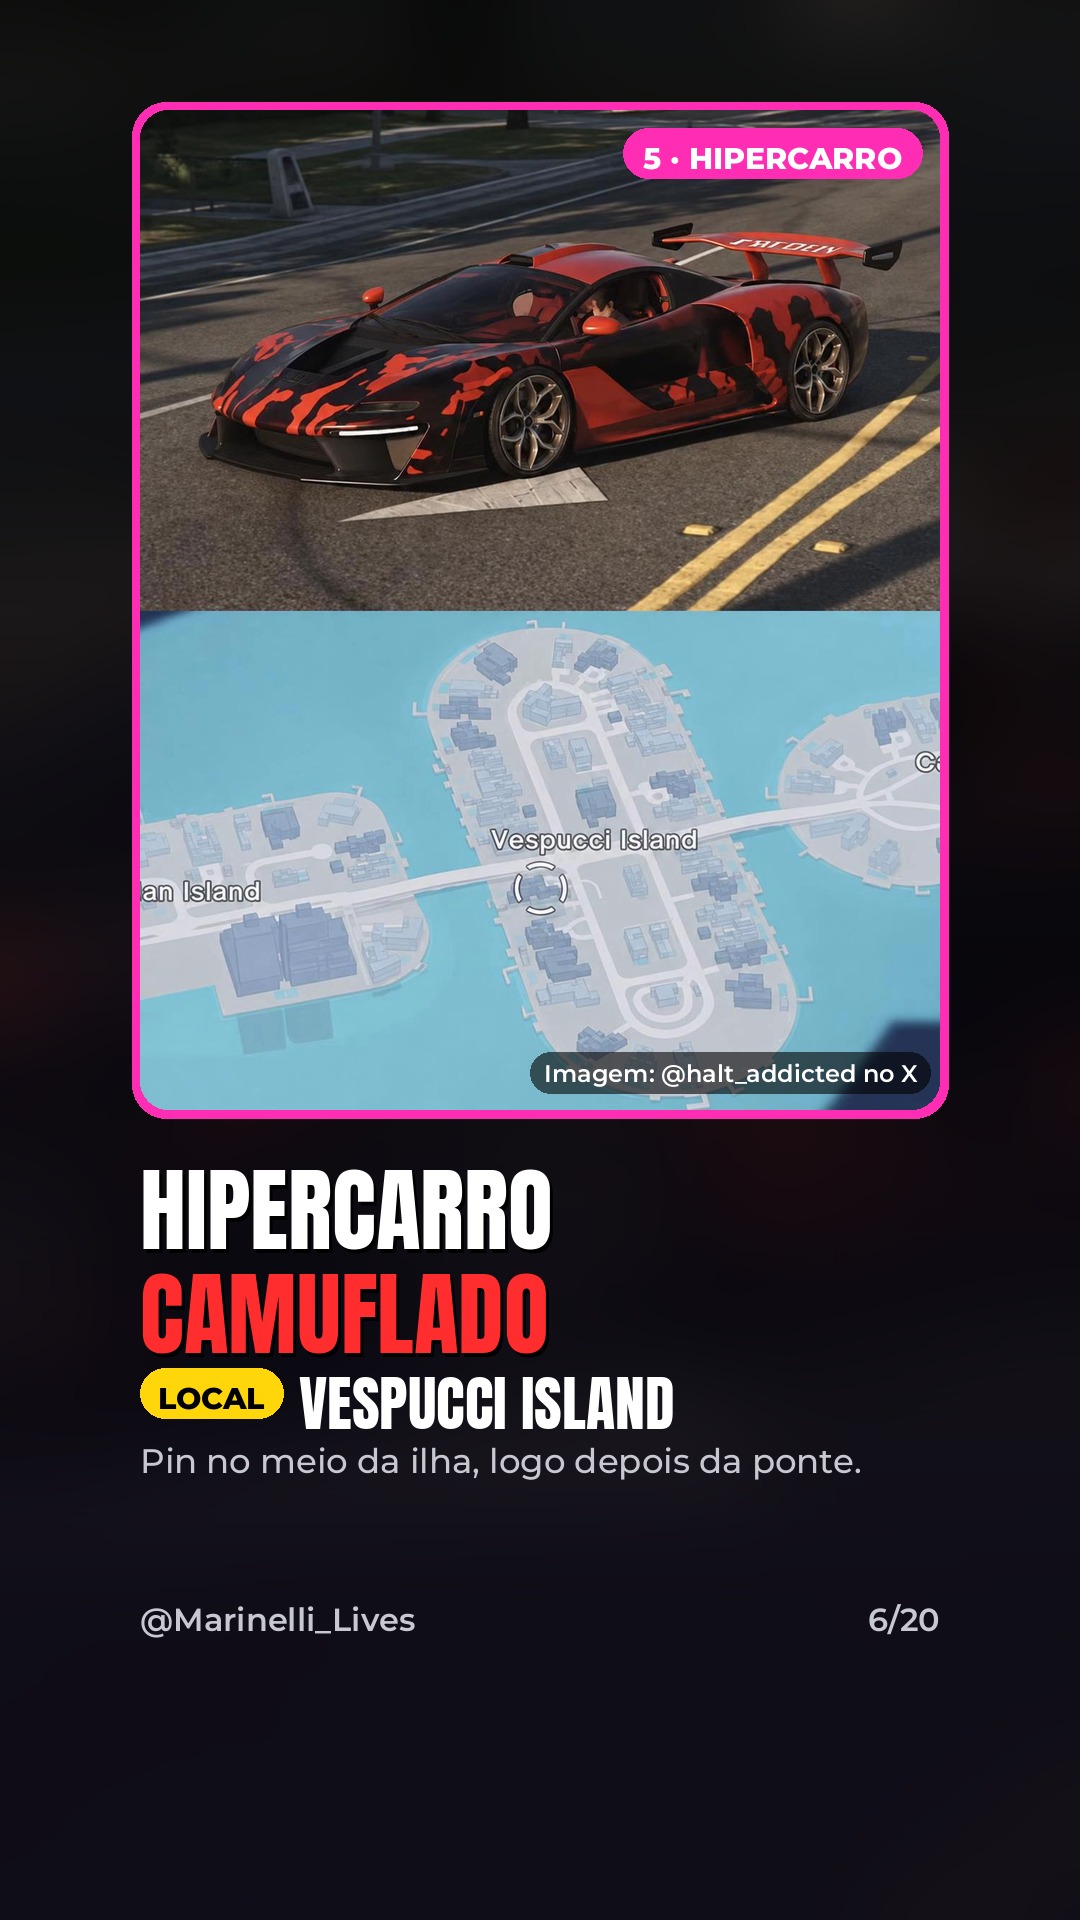 5 · HIPERCARRO
Vespucci Island
an Island
Imagem: @halt_addicted no X
HIPERCARRO
CAMUFLADO
LOCAL VESPUCCI ISLAND
Pin no meio da ilha, logo depois da ponte.
@Marinelli_Lives 6/20